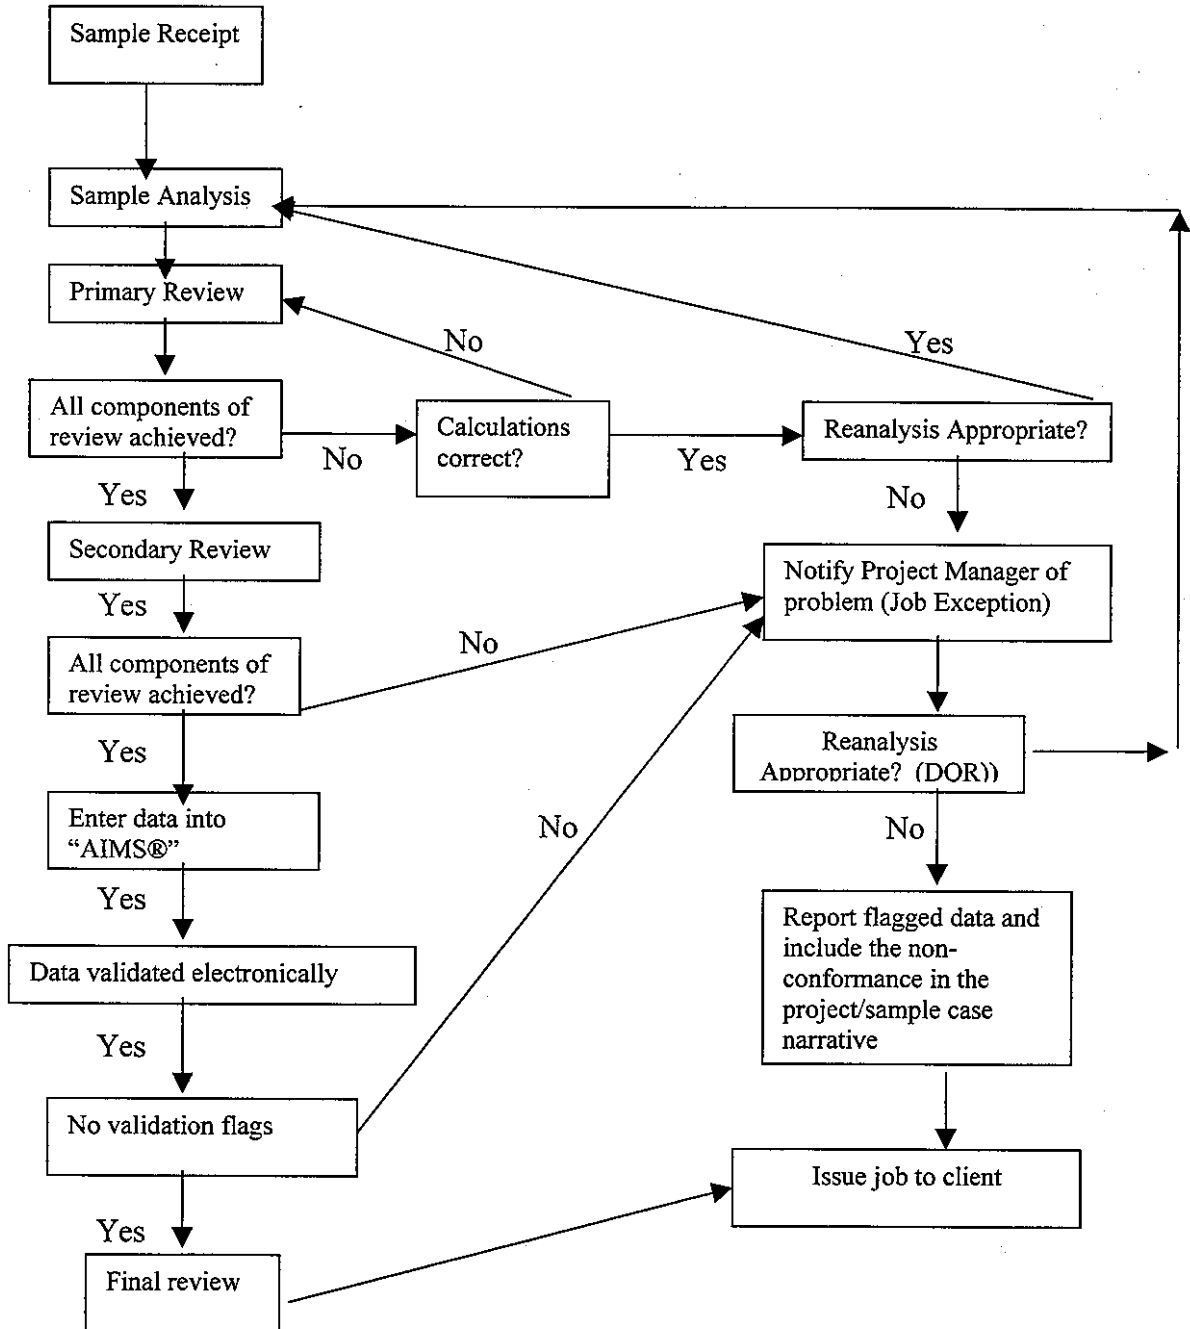 Sample Receipt
Sample Analysis
Primary Review
No
Yes
All components of
review achieved?
No
Calculations
correct?
Yes
Reanalysis Appropriate?
Yes
No
Secondary Review
Notify Project Manager of
problem (Job Exception)
Yes
No
All components of
review achieved?
Yes
Reanalysis
Appropriate? (DOR))
Enter data into
“AIMS®”
No
No
Yes
Report flagged data and
include the non-
conformance in the
project/sample case
narrative
Data validated electronically
Yes
No validation flags
Issue job to client
Yes
Final review